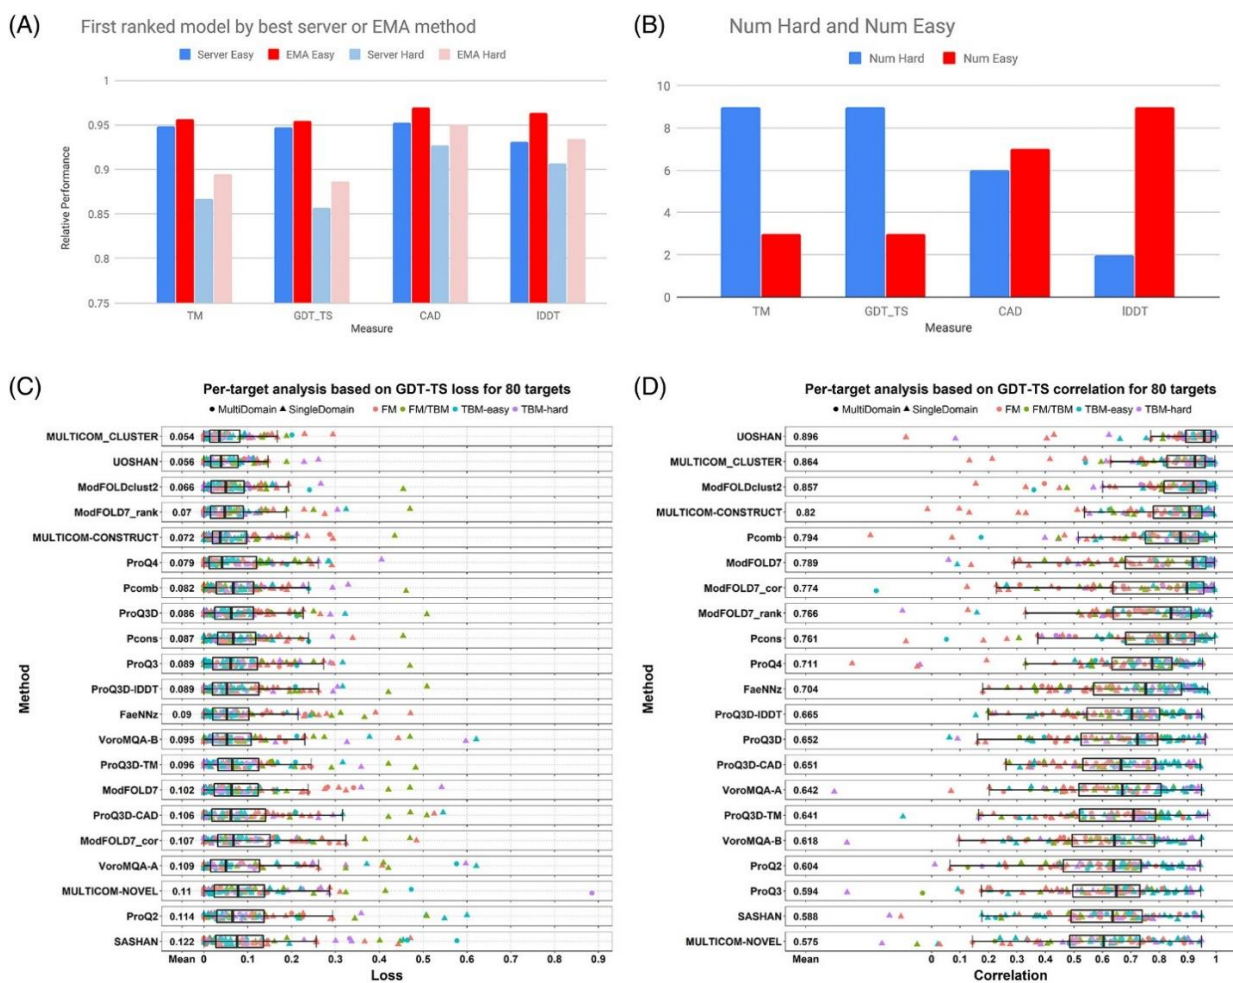 (A) First ranked model by best server or EMA method
Server Easy EMA Easy Server Hard EMA Hard
Relative Performance
1
0.95
0.9
0.85
0.8
0.75
TM GDT_TS CAD lDDT
Measure
(B) Num Hard and Num Easy
Num Hard Num Easy
10
8
6
4
2
0
TM GDT_TS CAD lDDT
Measure
(C) Per-target analysis based on GDT-TS loss for 80 targets
MultiDomain SingleDomain FM FM/TBM TBM-easy TBM-hard
Method
MULTICOM_CLUSTER 0.054
UOSHAN 0.056
ModFOLDclust2 0.066
ModFOLD7_rank 0.07
MULTICOM-CONSTRUCT 0.072
ProQ4 0.079
Pcomb 0.082
ProQ3D 0.086
Pcons 0.087
ProQ3 0.089
ProQ3D-lDDT 0.089
FaeNNz 0.09
VoroMQA-B 0.095
ProQ3D-TM 0.096
ModFOLD7 0.102
ProQ3D-CAD 0.106
ModFOLD7_cor 0.107
VoroMQA-A 0.109
MULTICOM-NOVEL 0.11
ProQ2 0.114
SASHAN 0.122
Mean 0 0.1 0.2 0.3 0.4 0.5 0.6 0.7 0.8 0.9
Loss
(D) Per-target analysis based on GDT-TS correlation for 80 targets
MultiDomain SingleDomain FM FM/TBM TBM-easy TBM-hard
Method
UOSHAN 0.896
MULTICOM_CLUSTER 0.864
ModFOLDclust2 0.857
MULTICOM-CONSTRUCT 0.82
Pcomb 0.794
ModFOLD7 0.789
ModFOLD7_cor 0.774
ModFOLD7_rank 0.766
Pcons 0.761
ProQ4 0.711
FaeNNz 0.704
ProQ3D-lDDT 0.665
ProQ3D 0.652
ProQ3D-CAD 0.651
VoroMQA-A 0.642
ProQ3D-TM 0.641
VoroMQA-B 0.618
ProQ2 0.604
ProQ3 0.594
SASHAN 0.588
MULTICOM-NOVEL 0.575
Mean 0 0.1 0.2 0.3 0.4 0.5 0.6 0.7 0.8 0.9 1
Correlation